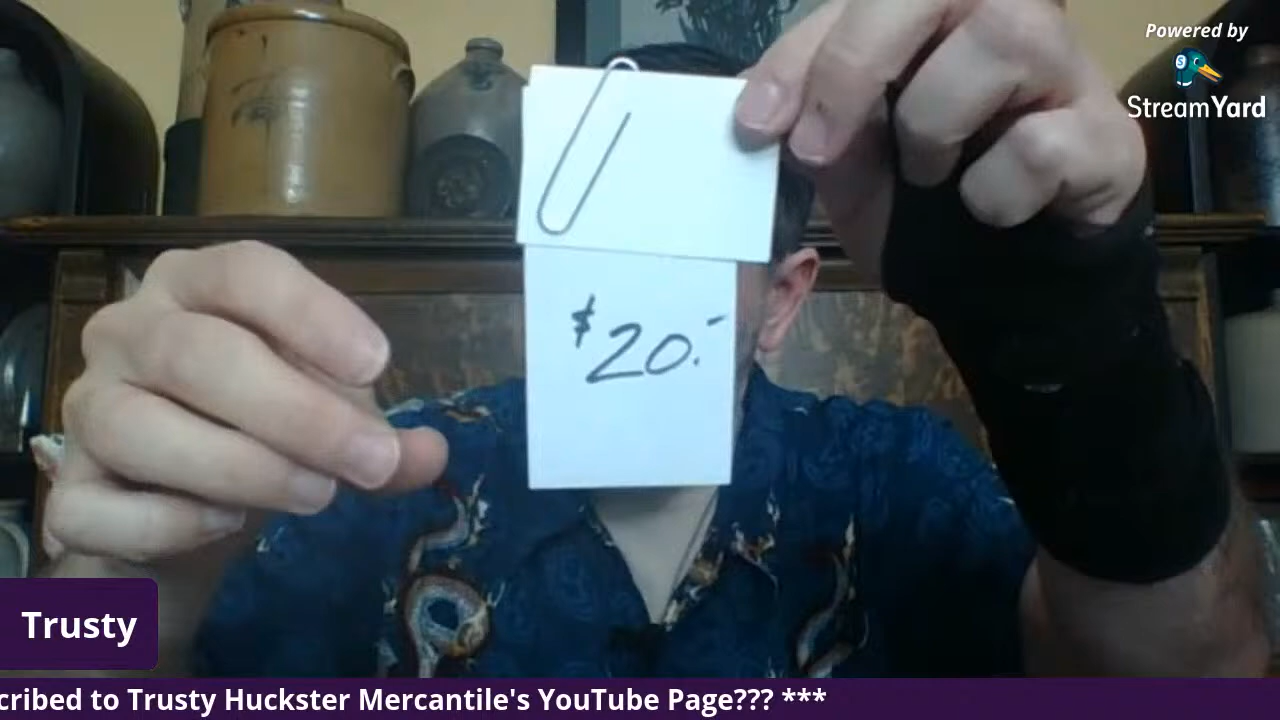 Powered by
StreamYard
$20.-
Trusty
cribed to Trusty Huckster Mercantile's YouTube Page??? ***